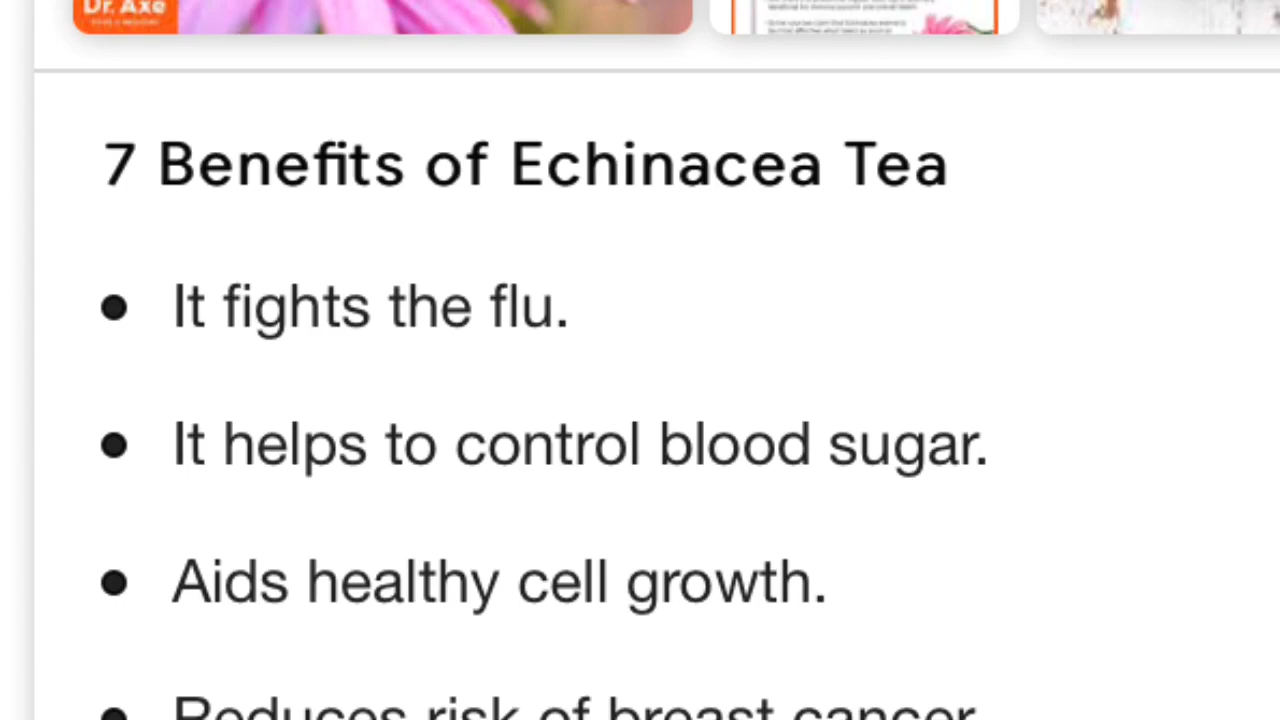 Dr. Axe
7 Benefits of Echinacea Tea
It fights the flu.
It helps to control blood sugar.
Aids healthy cell growth.
Reduces risk of breast cancer.